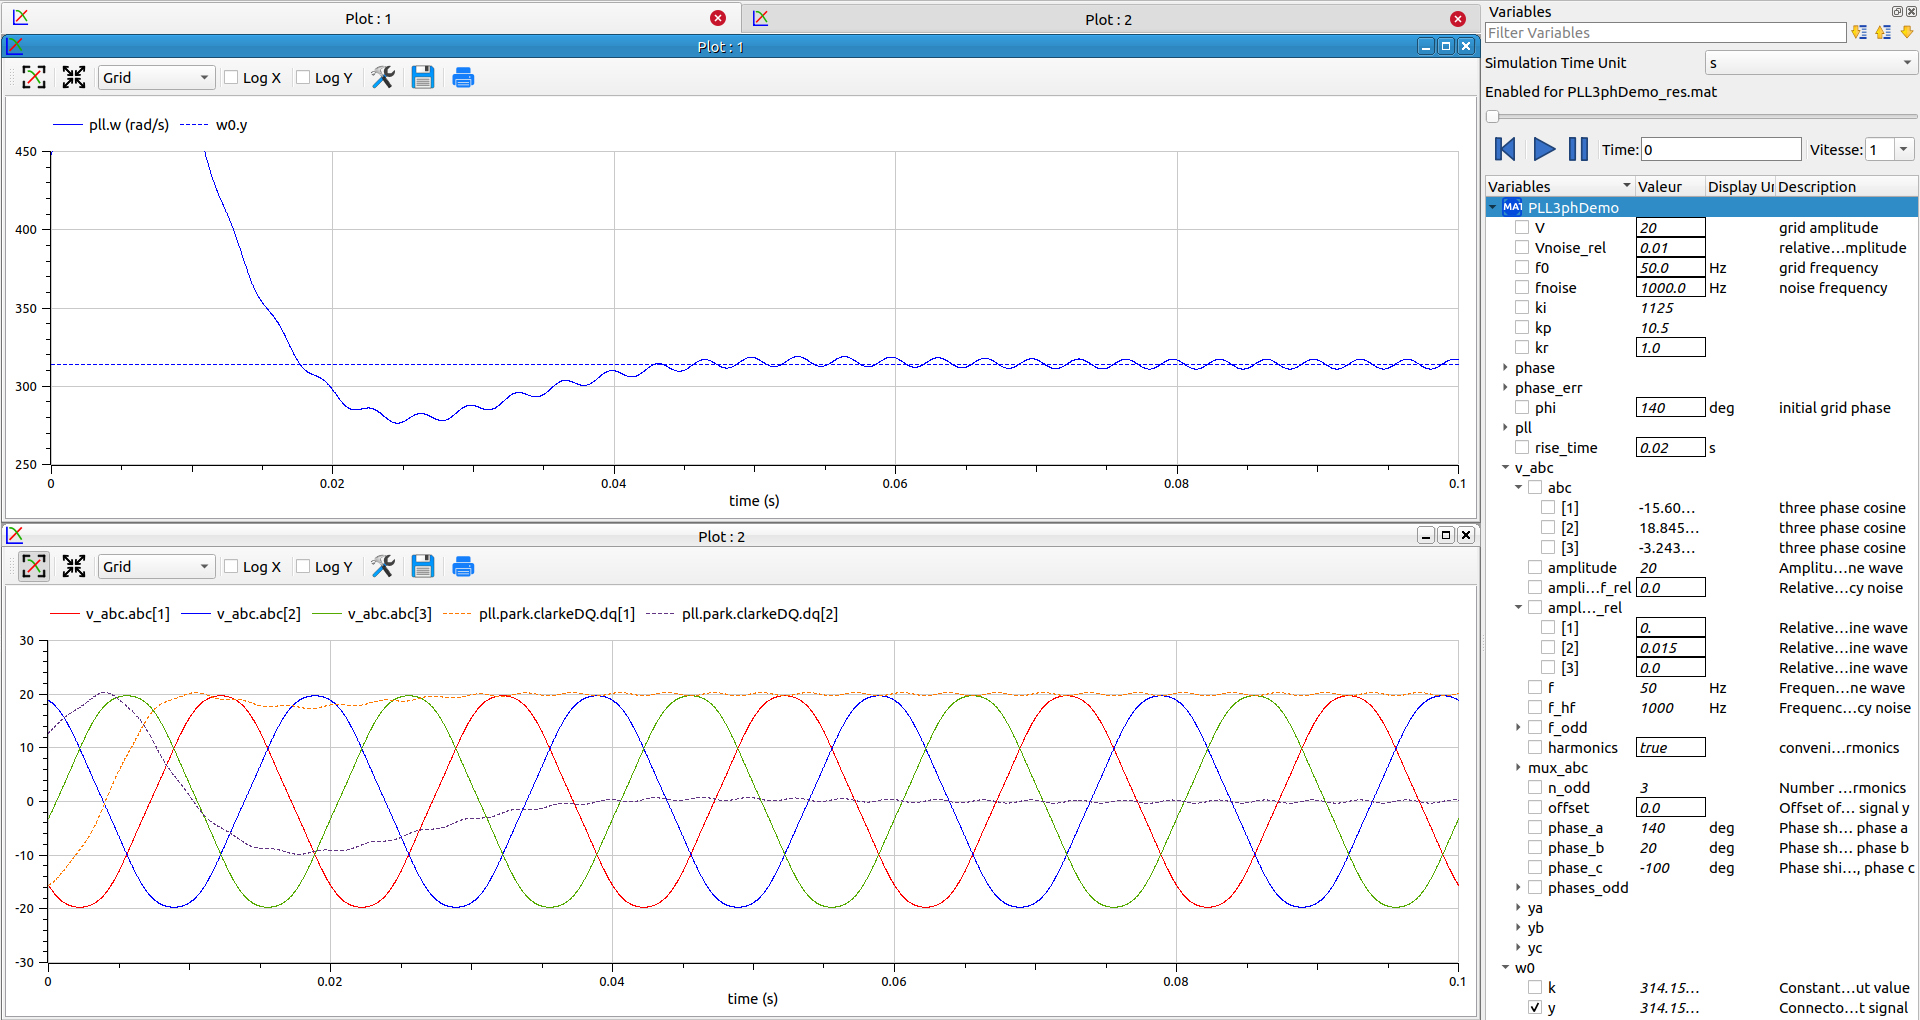 Plot : 1
Plot : 2
Plot : 1
Grid
Log X
Log Y
pll.w (rad/s)
w0.y
450
400
350
300
250
0
0.02
0.04
0.06
0.08
0.1
time (s)
Plot : 2
Grid
Log X
Log Y
v_abc.abc[1]
v_abc.abc[2]
v_abc.abc[3]
pll.park.clarkeDQ.dq[1]
pll.park.clarkeDQ.dq[2]
30
20
10
0
-10
-20
-30
0
0.02
0.04
0.06
0.08
0.1
time (s)
Variables
Filter Variables
Simulation Time Unit
s
Enabled for PLL3phDemo_res.mat
Time: 0
Vitesse: 1
Variables Valeur Display Ur Description
MAT PLL3phDemo
V 20 grid amplitude
Vnoise_rel 0.01 relative…mplitude
f0 50.0 Hz grid frequency
fnoise 1000.0 Hz noise frequency
ki 1125
kp 10.5
kr 1.0
phase
phase_err
phi 140 deg initial grid phase
pll
rise_time 0.02 s
v_abc
abc
[1] -15.60… three phase cosine
[2] 18.845… three phase cosine
[3] -3.243… three phase cosine
amplitude 20 Amplitu…ne wave
ampli…f_rel 0.0 Relative…cy noise
ampl…_rel
[1] 0. Relative…ine wave
[2] 0.015 Relative…ine wave
[3] 0.0 Relative…ine wave
f 50 Hz Frequen…ne wave
f_hf 1000 Hz Frequenc…cy noise
f_odd
harmonics true conveni…rmonics
mux_abc
n_odd 3 Number …rmonics
offset 0.0 Offset of… signal y
phase_a 140 deg Phase sh… phase a
phase_b 20 deg Phase sh… phase b
phase_c -100 deg Phase shi…, phase c
phases_odd
ya
yb
yc
w0
k 314.15… Constant…ut value
y 314.15… Connecto…t signal